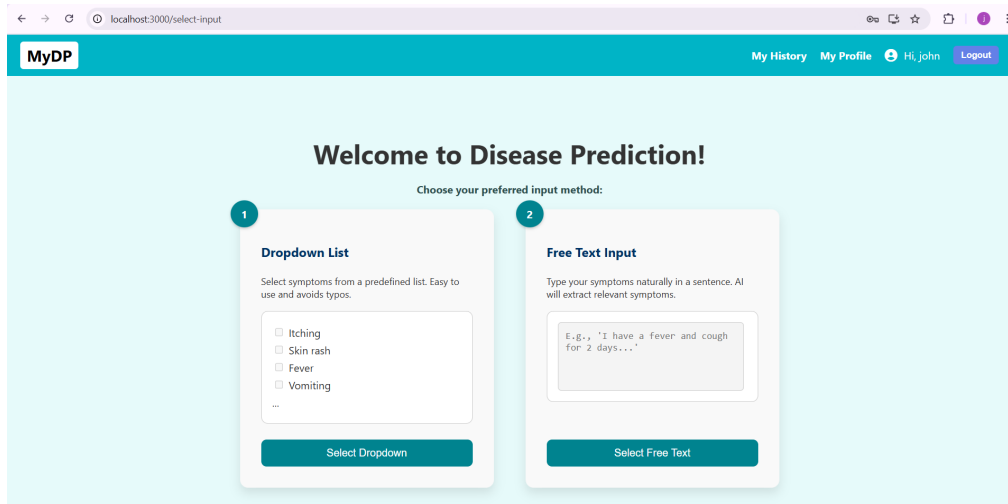 localhost:3000/select-input
j
MyDP
My History My Profile Hi, john Logout
Welcome to Disease Prediction!
Choose your preferred input method:
1
Dropdown List
Select symptoms from a predefined list. Easy to
use and avoids typos.
Itching
Skin rash
Fever
Vomiting
...
Select Dropdown
2
Free Text Input
Type your symptoms naturally in a sentence. AI
will extract relevant symptoms.
E.g., 'I have a fever and cough
for 2 days...'
Select Free Text